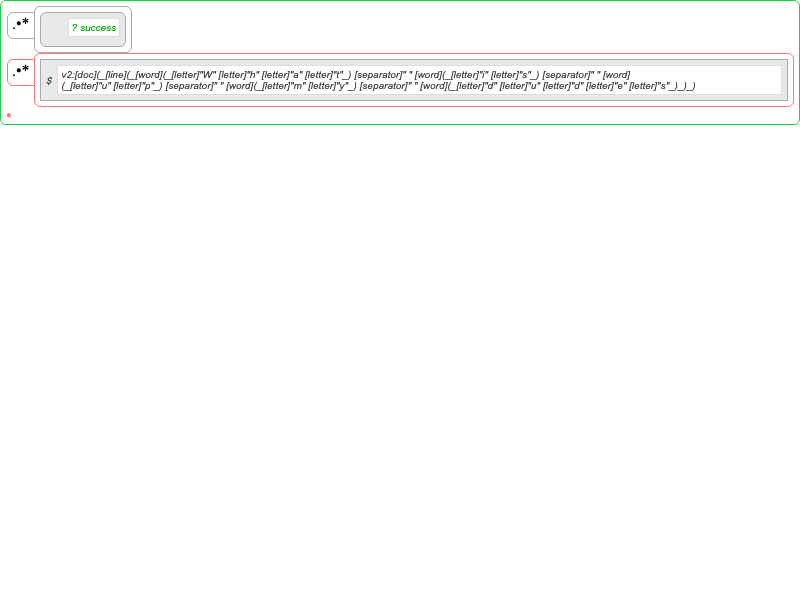 .•*
? success
.•*
$
v2:[doc](_[line](_[word](_[letter]"W" [letter]"h" [letter]"a" [letter]"t"_) [separator]" " [word](_[letter]"i" [letter]"s"_) [separator]" " [word]
(_[letter]"u" [letter]"p"_) [separator]" " [word](_[letter]"m" [letter]"y"_) [separator]" " [word](_[letter]"d" [letter]"u" [letter]"d" [letter]"e" [letter]"s"_)_)_)